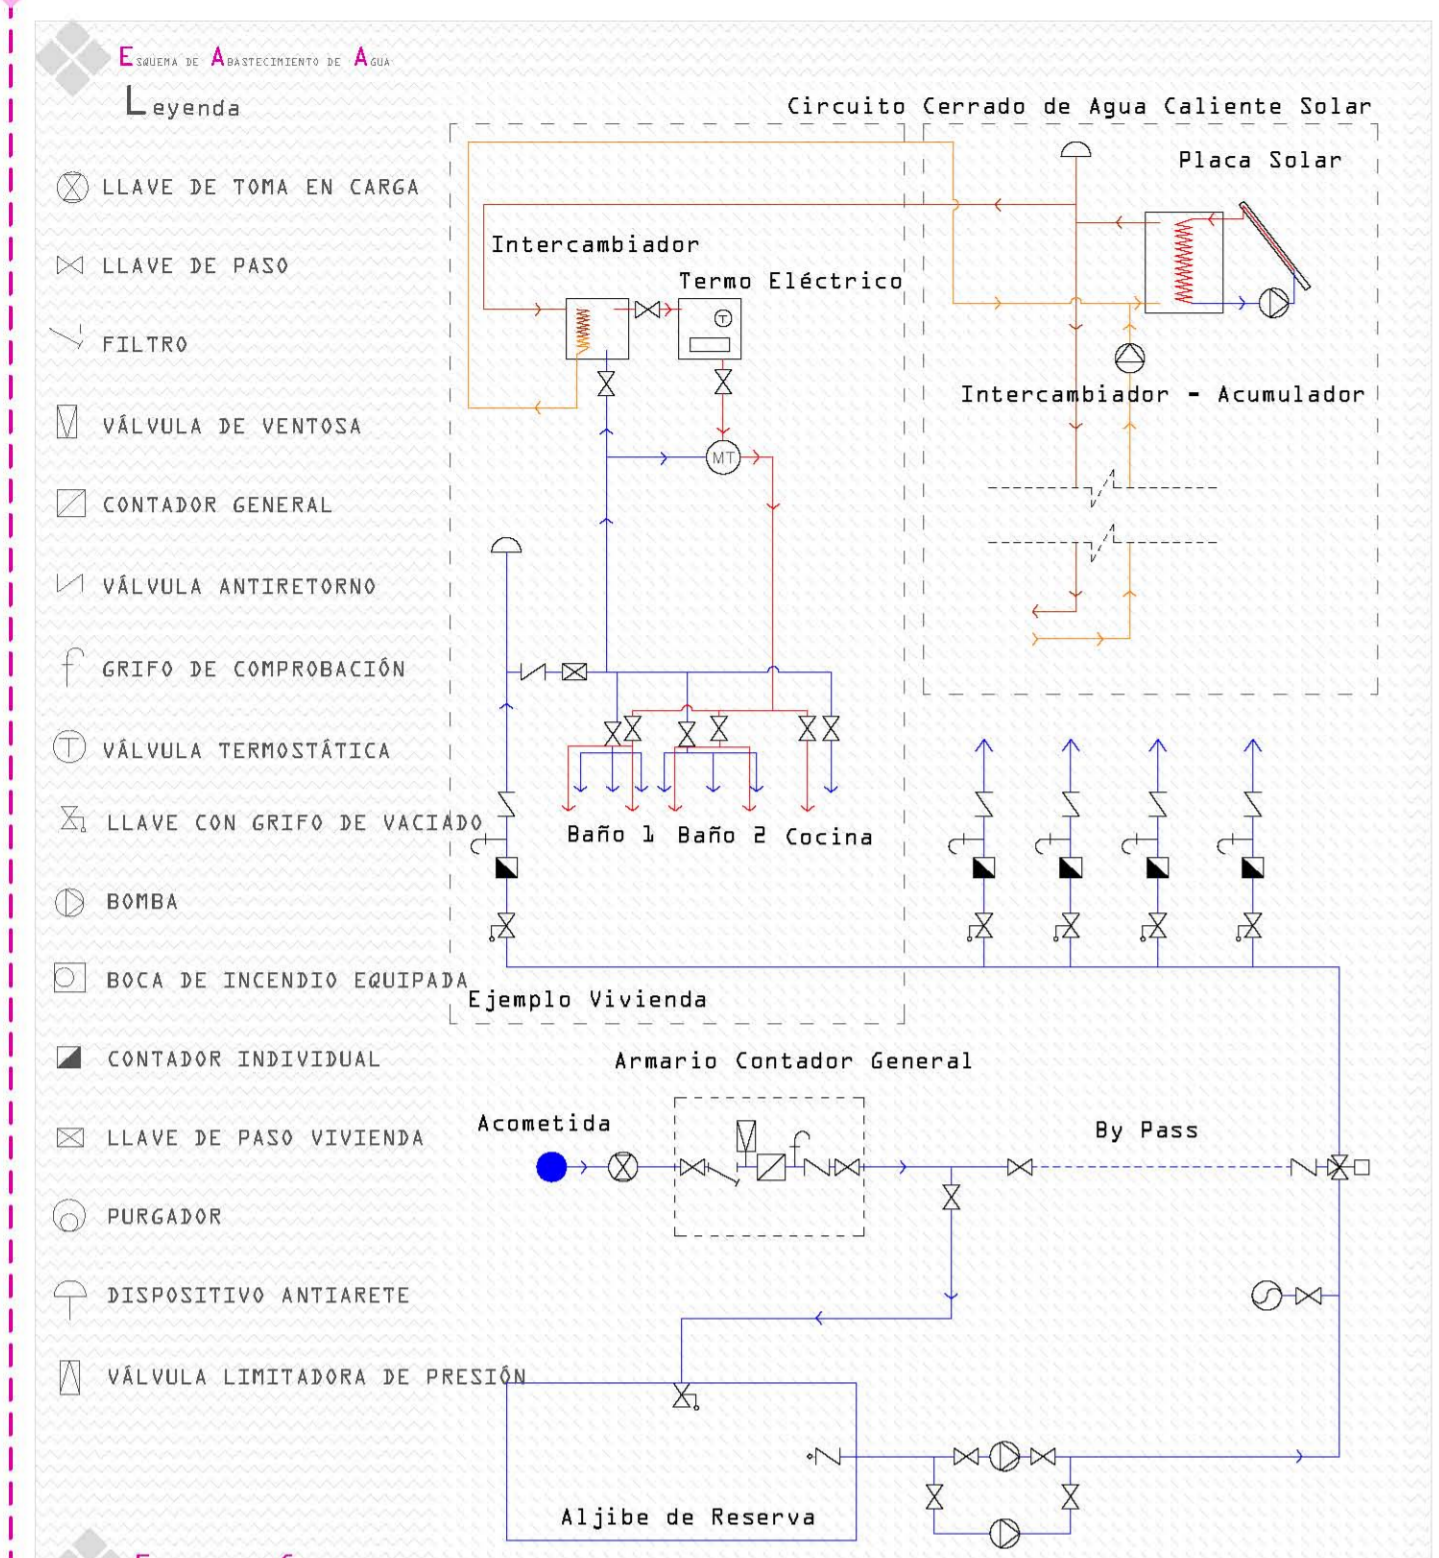 ESQUEMA DE ABASTECIMIENTO DE AGUA
Leyenda
LLAVE DE TOMA EN CARGA
LLAVE DE PASO
FILTRO
VÁLVULA DE VENTOSA
CONTADOR GENERAL
VÁLVULA ANTIRETORNO
GRIFO DE COMPROBACIÓN
T VÁLVULA TERMOSTÁTICA
LLAVE CON GRIFO DE VACIADO
BOMBA
BOCA DE INCENDIO EQUIPADA
CONTADOR INDIVIDUAL
LLAVE DE PASO VIVIENDA
PURGADOR
DISPOSITIVO ANTIARETE
VÁLVULA LIMITADORA DE PRESIÓN
Circuito Cerrado de Agua Caliente Solar
Placa Solar
Intercambiador
Termo Eléctrico
T
Intercambiador - Acumulador
MT
Baño 1 Baño 2 Cocina
Ejemplo Vivienda
Armario Contador General
Acometida
By Pass
Aljibe de Reserva